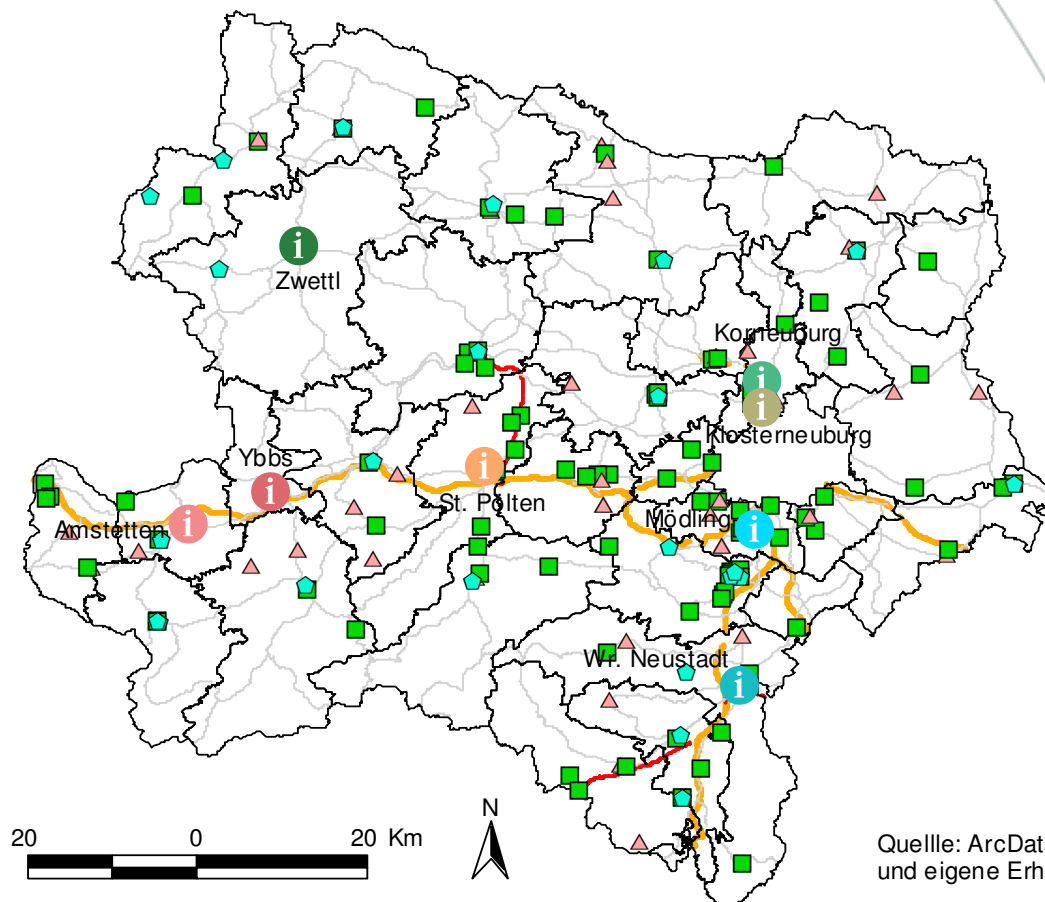 i
Zwettl
Korneuburg
i
i
Klosterneuburg
Ybbs
i
i
St. Pölten
Amstetten
i
Mödling
i
Wr. Neustadt
i
N
20 0 20 Km
Quellle: ArcDat
und eigene Erh